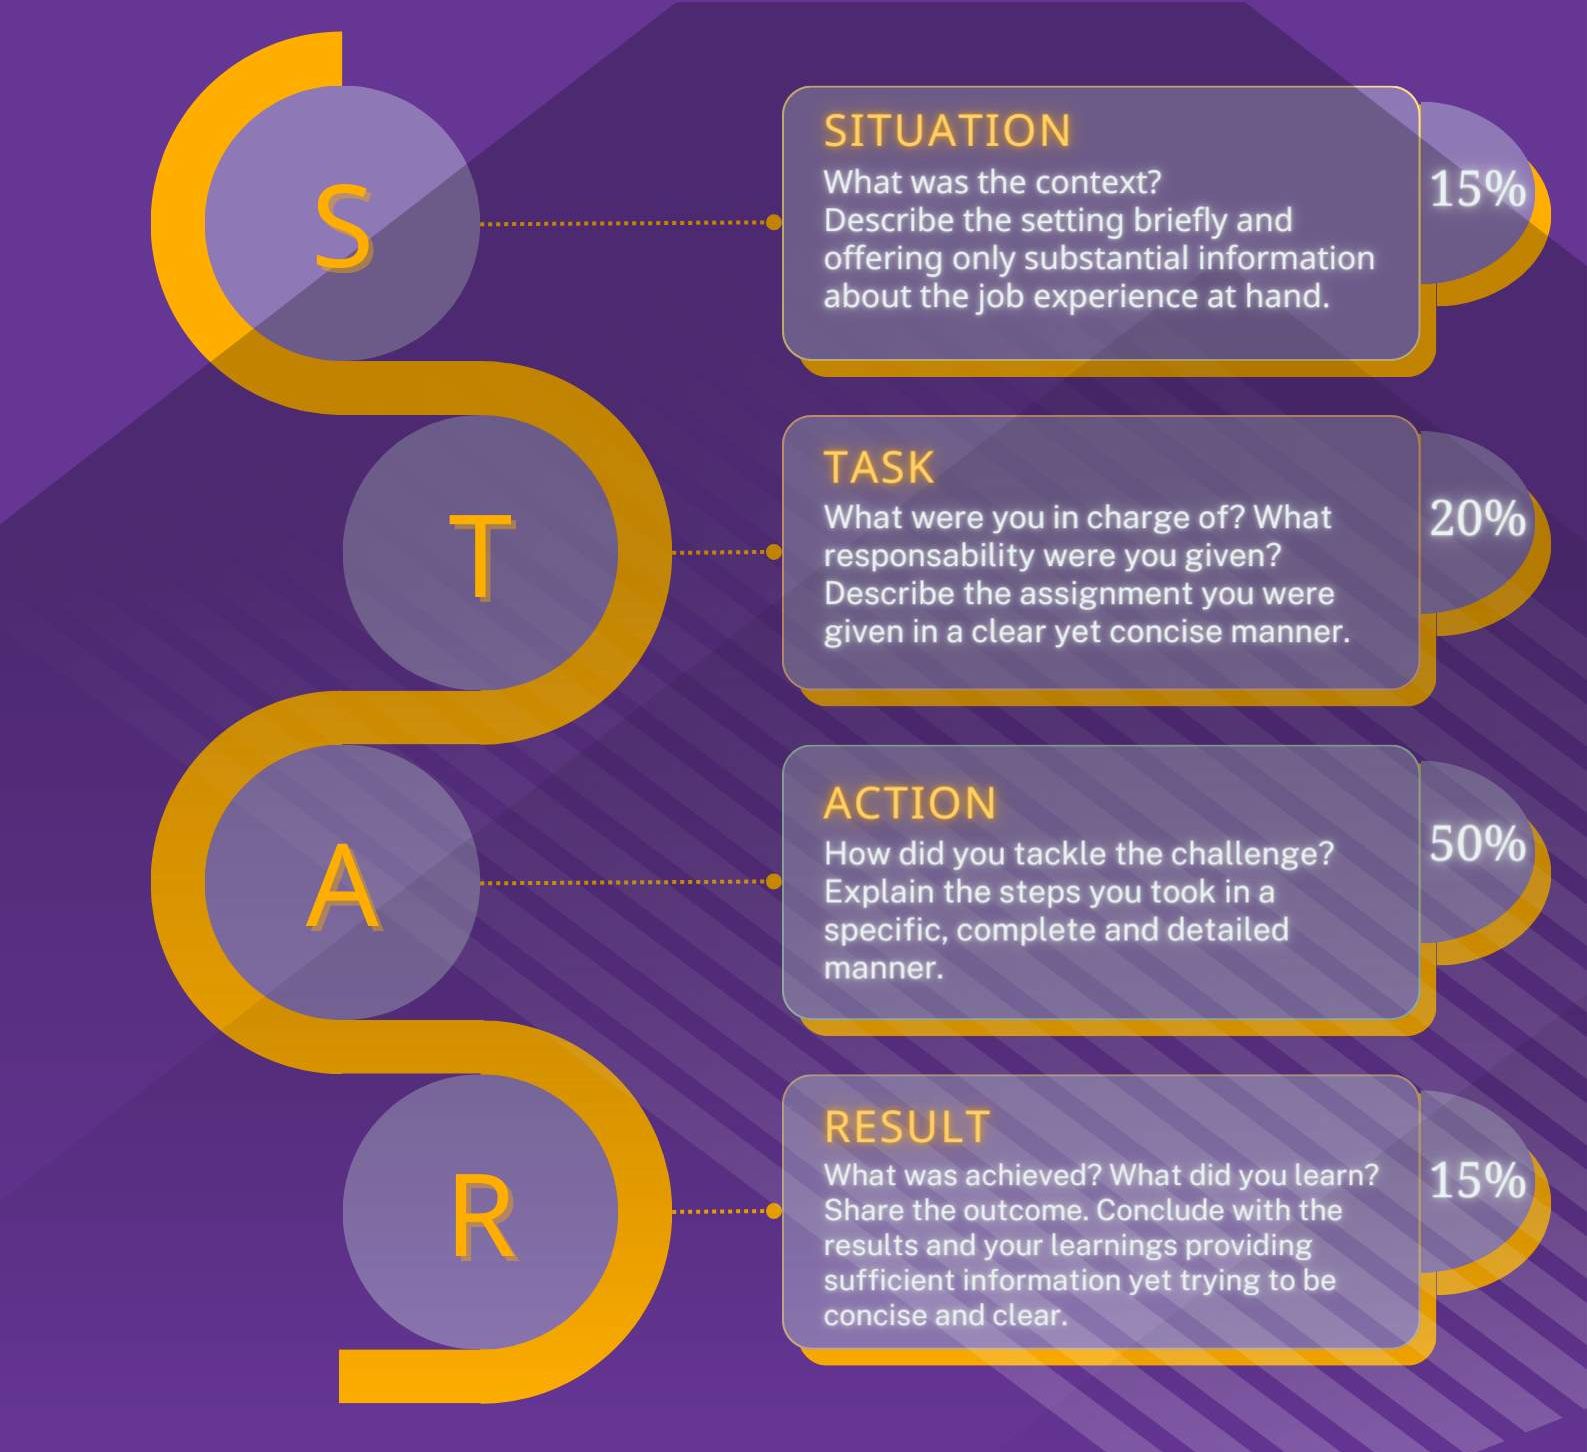 S
SITUATION
What was the context?
Describe the setting briefly and
offering only substantial information
about the job experience at hand.
15%
T
TASK
What were you in charge of? What
responsability were you given?
Describe the assignment you were
given in a clear yet concise manner.
20%
A
ACTION
How did you tackle the challenge?
Explain the steps you took in a
specific, complete and detailed
manner.
50%
R
RESULT
What was achieved? What did you learn?
Share the outcome. Conclude with the
results and your learnings providing
sufficient information yet trying to be
concise and clear.
15%